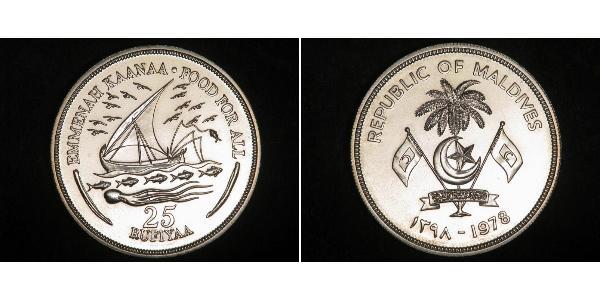 EMMENAH KAANAA · FOOD FOR ALL
25
RUFIYAA
REPUBLIC OF MALDIVES
١٣٩٨ - 1978